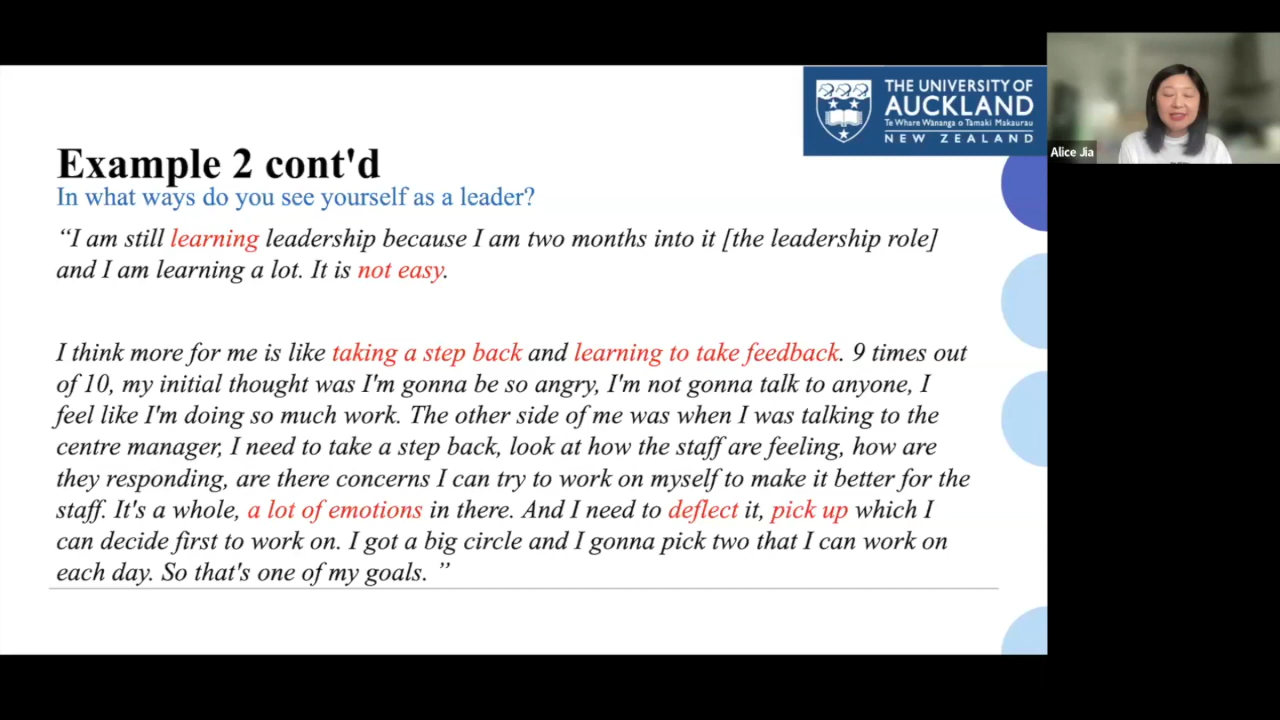 THE UNIVERSITY OF
AUCKLAND
Te Whare Wānanga o Tāmaki Makaurau
NEW ZEALAND
Alice Jia
Example 2 cont'd
In what ways do you see yourself as a leader?
“I am still learning leadership because I am two months into it [the leadership role]
and I am learning a lot. It is not easy.
I think more for me is like taking a step back and learning to take feedback. 9 times out
of 10, my initial thought was I'm gonna be so angry, I'm not gonna talk to anyone, I
feel like I'm doing so much work. The other side of me was when I was talking to the
centre manager, I need to take a step back, look at how the staff are feeling, how are
they responding, are there concerns I can try to work on myself to make it better for the
staff. It's a whole, a lot of emotions in there. And I need to deflect it, pick up which I
can decide first to work on. I got a big circle and I gonna pick two that I can work on
each day. So that's one of my goals. ”